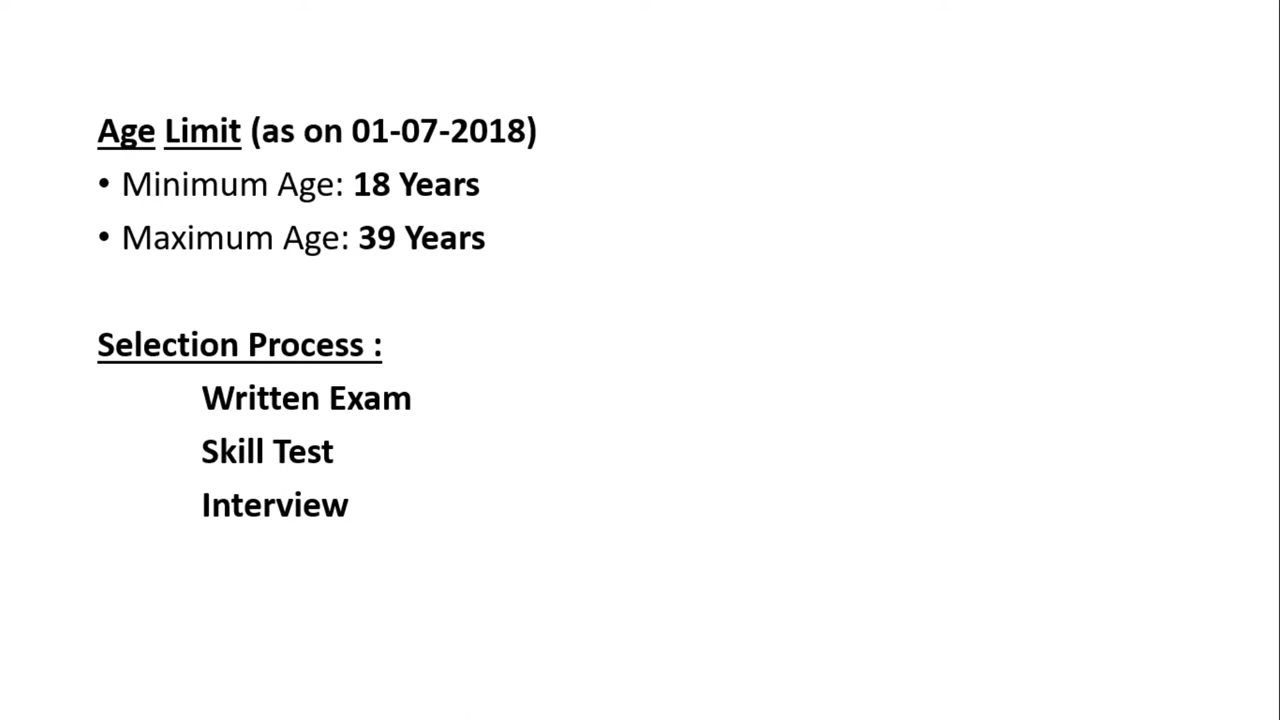 Age Limit (as on 01-07-2018)
• Minimum Age: 18 Years
• Maximum Age: 39 Years
Selection Process :
Written Exam
Skill Test
Interview